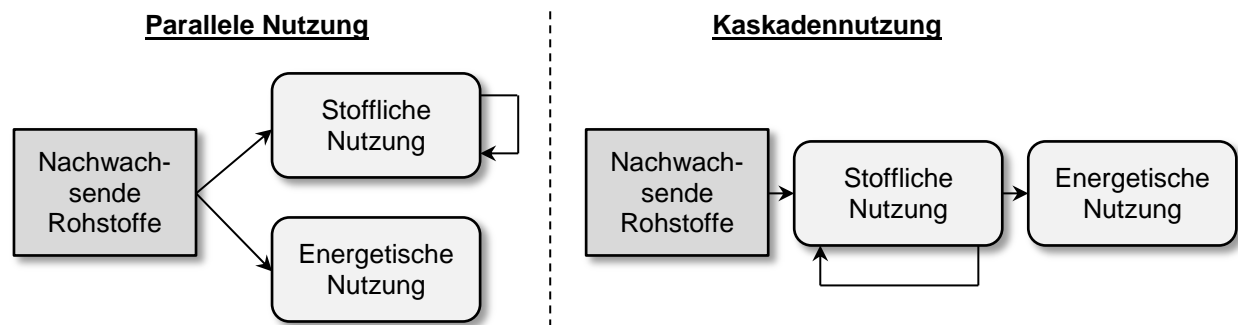 Parallele Nutzung
Nachwach-
sende
Rohstoffe
Stoffliche
Nutzung
Energetische
Nutzung
Kaskadennutzung
Nachwach-
sende
Rohstoffe
Stoffliche
Nutzung
Energetische
Nutzung